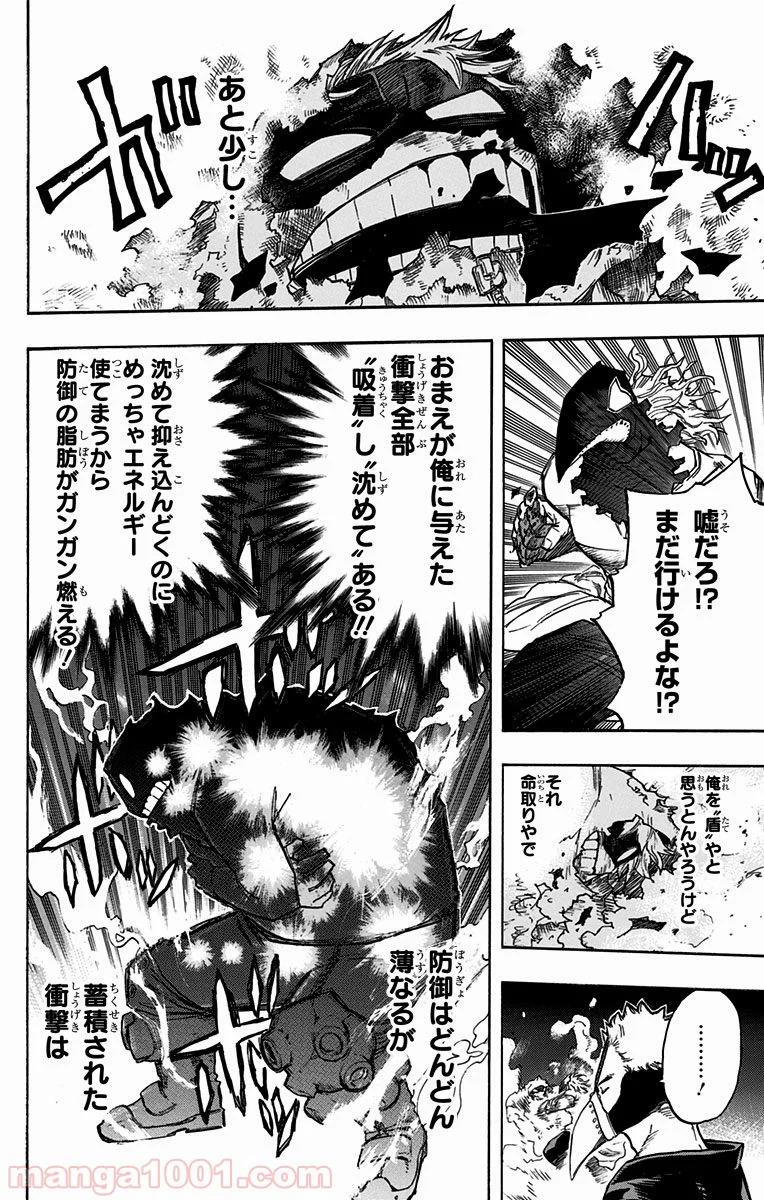 あと少し…
嘘だろ!?
まだ行けるよな!?
俺を〝盾〟やと
思うとんやろうけど
それ
命取りやで
………!!
おまえが俺に与えた
衝撃全部
〝吸着〟し〝沈めて〟ある!!
沈めて抑え込んどくのに
めっちゃエネルギー
使てまうから
防御の脂肪がガンガン燃える!!
防御はどんどん
薄なるが
蓄積された
衝撃は
manga1001.com